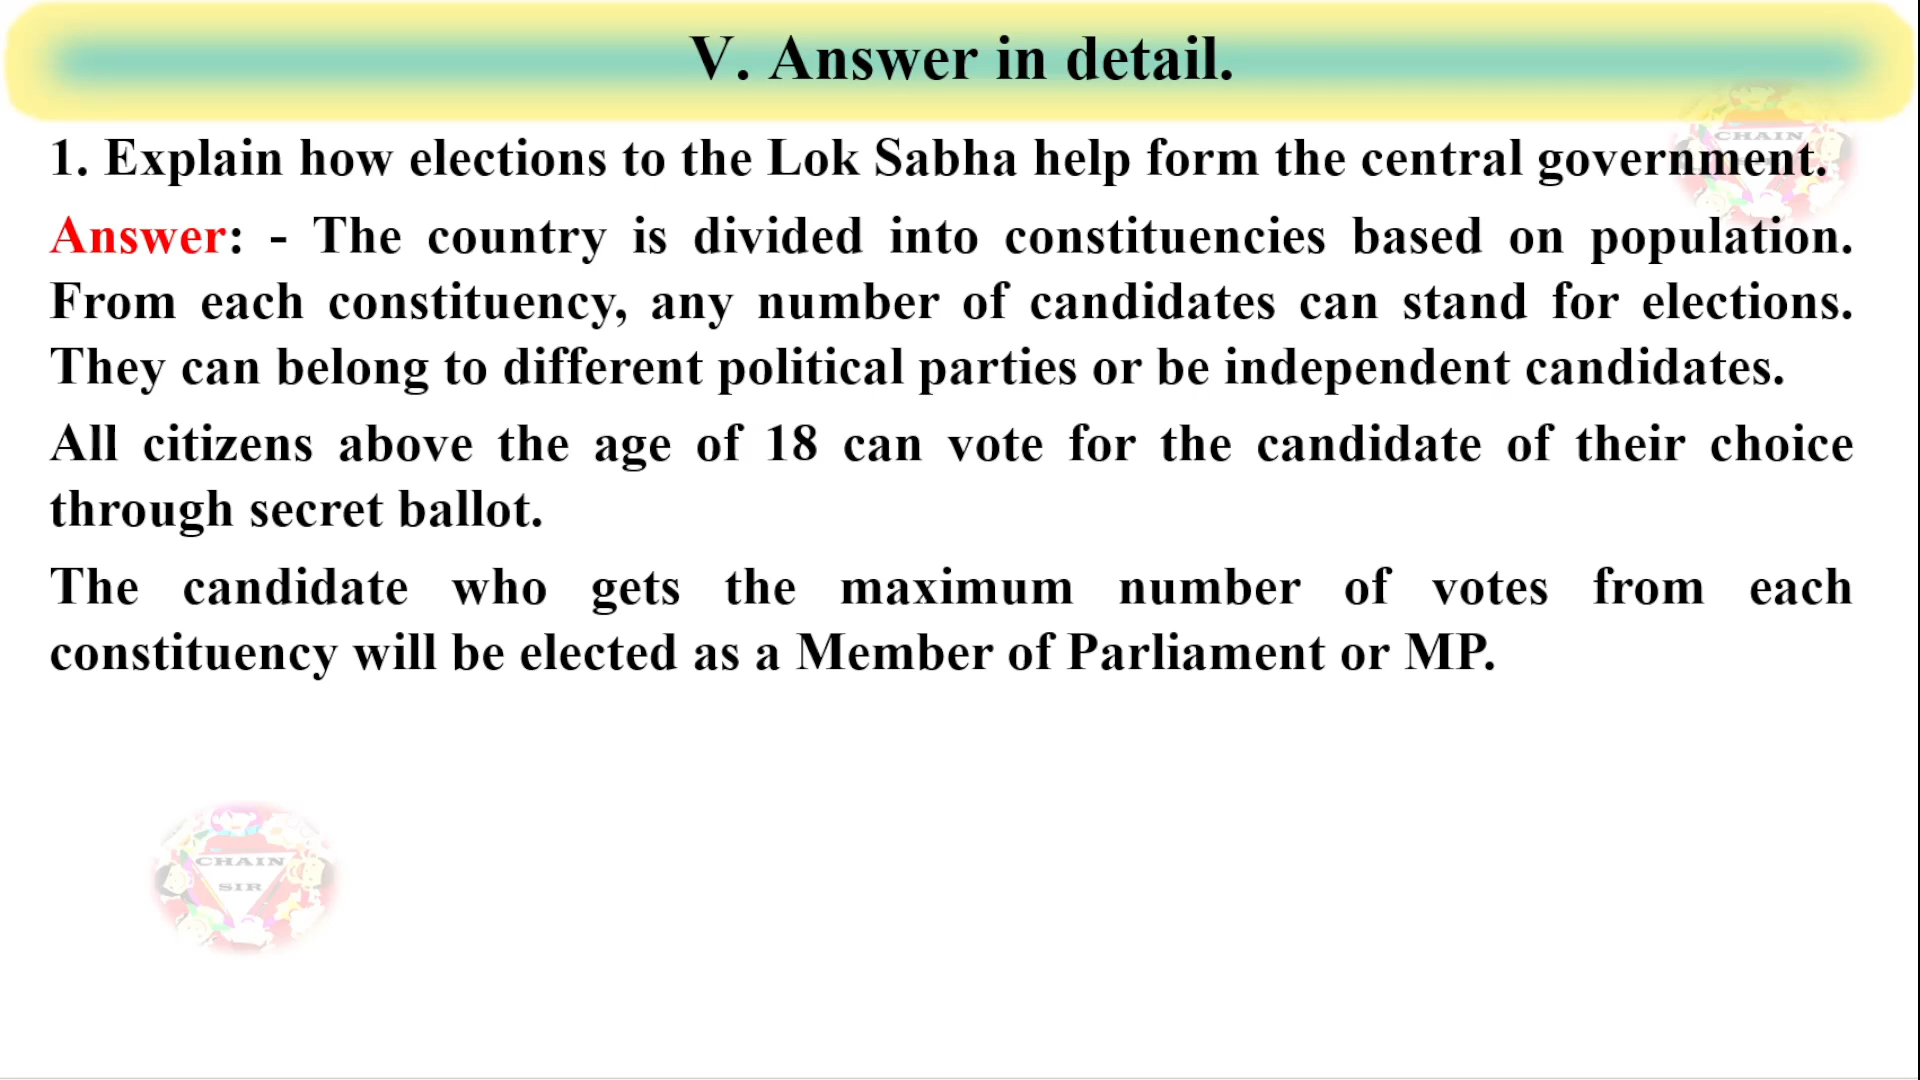 V. Answer in detail.
CHAIN
1. Explain how elections to the Lok Sabha help form the central government.
Answer: - The country is divided into constituencies based on population.
From each constituency, any number of candidates can stand for elections.
They can belong to different political parties or be independent candidates.
All citizens above the age of 18 can vote for the candidate of their choice
through secret ballot.
The candidate who gets the maximum number of votes from each
constituency will be elected as a Member of Parliament or MP.
CHAIN
SIR